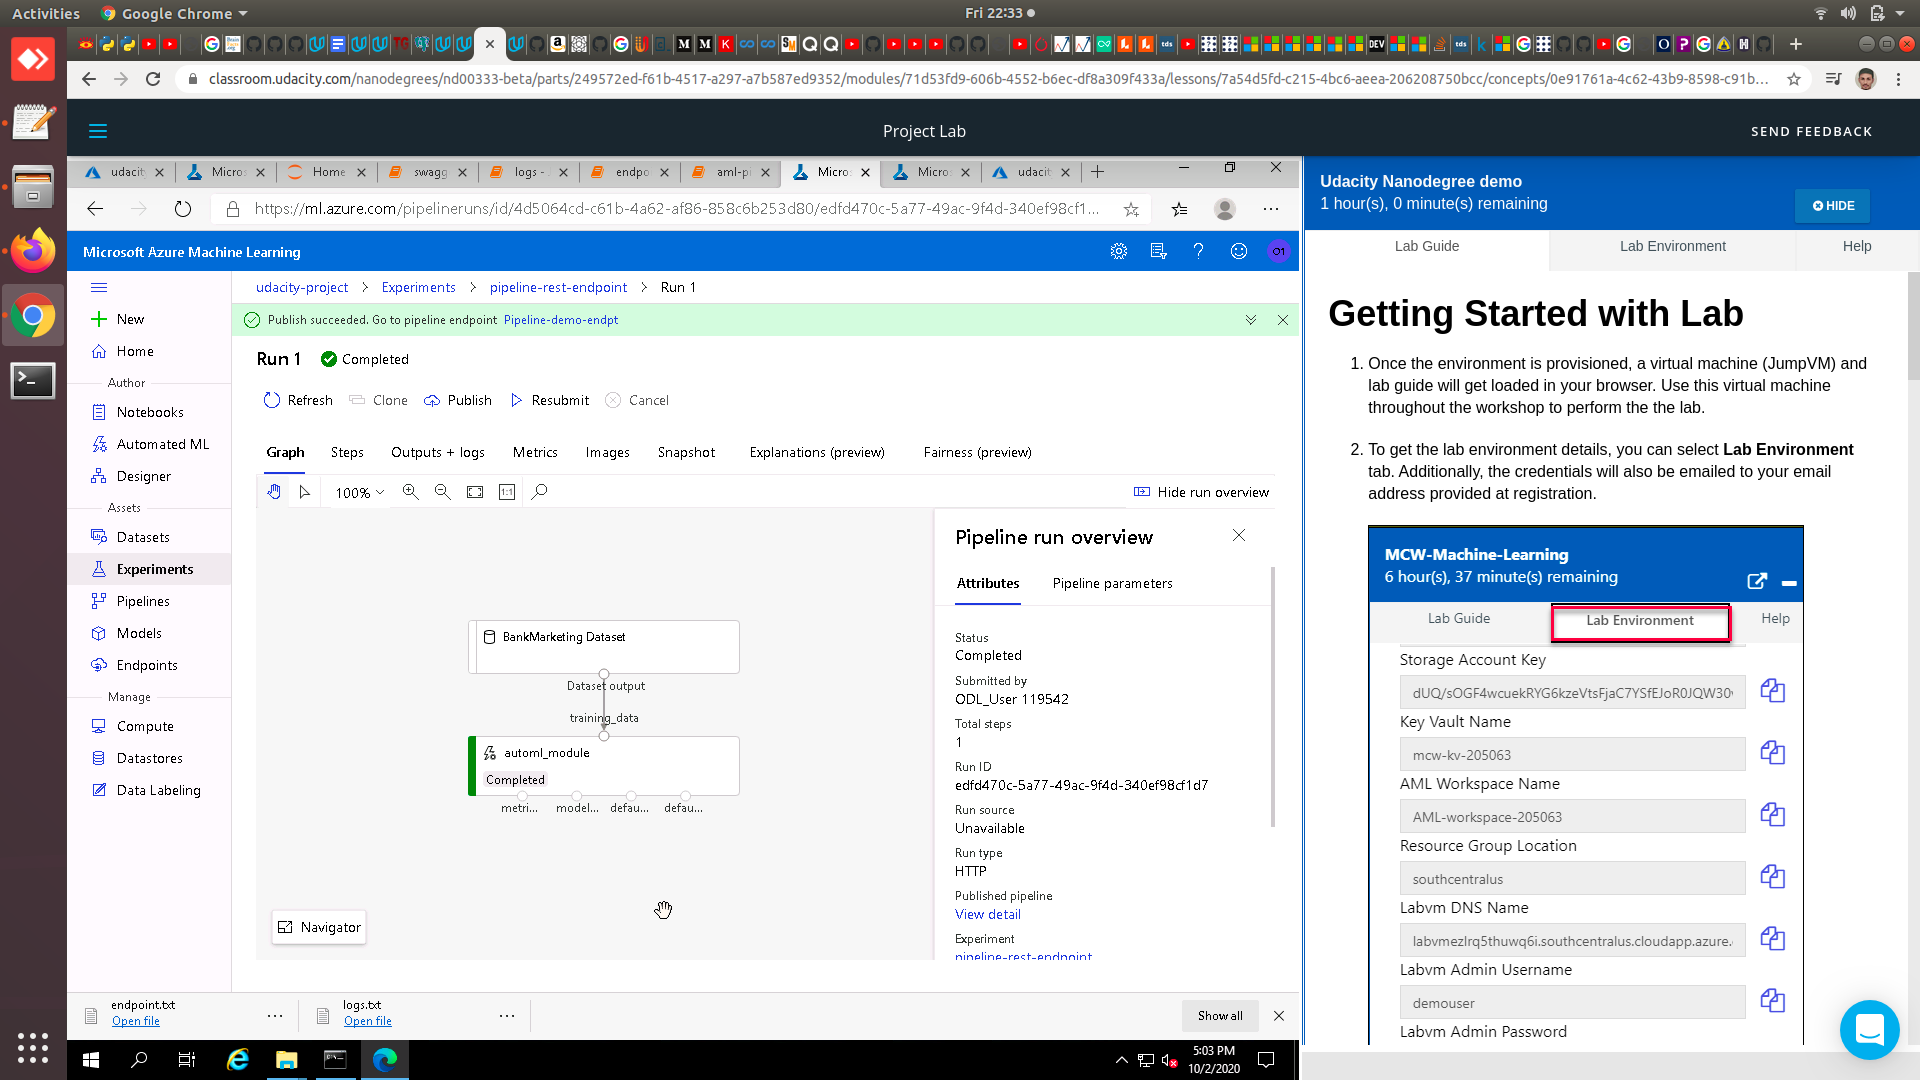 Activities
Google Chrome
Fri 22:33
classroom.udacity.com/nanodegrees/nd00333-beta/parts/249572ed-f61b-4517-a297-a7b587ed9352/modules/71d53fd9-606b-4552-b6ec-df8a309f433a/lessons/7a54d5fd-c215-4bc6-aeea-206208750bcc/concepts/0e91761a-4c62-43b9-8598-c91b...
Project Lab
SEND FEEDBACK
udacit
Micros
Home
swagg
logs -
endpo
aml-pi
Micros
Micros
udacit
https://ml.azure.com/pipelineruns/id/4d5064cd-c61b-4a62-af86-858c6b253d80/edfd470c-5a77-49ac-9f4d-340ef98cf1...
Microsoft Azure Machine Learning
O1
New
Home
Author
Notebooks
Automated ML
Designer
Assets
Datasets
Experiments
Pipelines
Models
Endpoints
Manage
Compute
Datastores
Data Labeling
udacity-project > Experiments > pipeline-rest-endpoint > Run 1
Publish succeeded. Go to pipeline endpoint Pipeline-demo-endpt
Run 1 Completed
Refresh Clone Publish Resubmit Cancel
Graph Steps Outputs + logs Metrics Images Snapshot Explanations (preview) Fairness (preview)
100%
1:1
Hide run overview
BankMarketing Dataset
Dataset output
training_data
automl_module
Completed
metri... model... defau... defau...
Navigator
Pipeline run overview
Attributes Pipeline parameters
Status
Completed
Submitted by
ODL_User 119542
Total steps
1
Run ID
edfd470c-5a77-49ac-9f4d-340ef98cf1d7
Run source
Unavailable
Run type
HTTP
Published pipeline
View detail
Experiment
pipeline-rest-endpoint
endpoint.txt
Open file
logs.txt
Open file
Show all
5:03 PM
10/2/2020
Udacity Nanodegree demo
1 hour(s), 0 minute(s) remaining
HIDE
Lab Guide Lab Environment Help
Getting Started with Lab
1. Once the environment is provisioned, a virtual machine (JumpVM) and
lab guide will get loaded in your browser. Use this virtual machine
throughout the workshop to perform the the lab.
2. To get the lab environment details, you can select Lab Environment
tab. Additionally, the credentials will also be emailed to your email
address provided at registration.
MCW-Machine-Learning
6 hour(s), 37 minute(s) remaining
Lab Guide Lab Environment Help
Storage Account Key
dUQ/sOGF4wcuekRYG6kzeVtsFjaC7YSfEJoR0JQW30
Key Vault Name
mcw-kv-205063
AML Workspace Name
AML-workspace-205063
Resource Group Location
southcentralus
Labvm DNS Name
labvmezlrq5thuwq6i.southcentralus.cloudapp.azure.
Labvm Admin Username
demouser
Labvm Admin Password